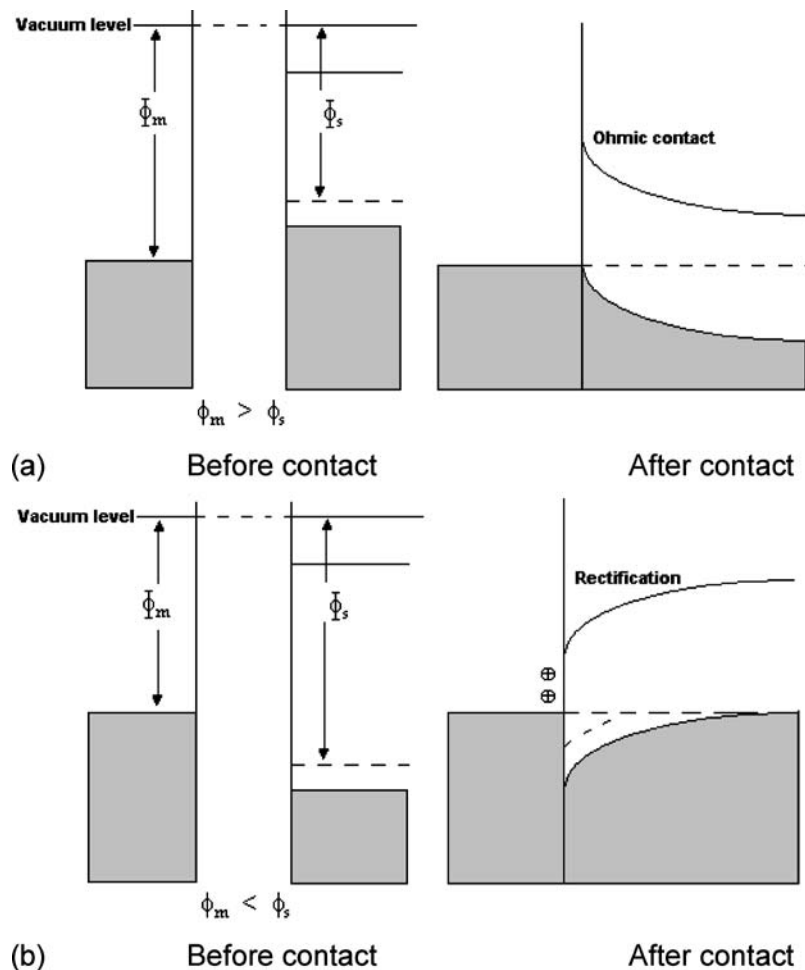 Vacuum level
Φm
Φs
Ohmic contact
ϕm > ϕs
(a) Before contact After contact
Vacuum level
Φm
Φs
Rectification
⊕
⊕
ϕm < ϕs
(b) Before contact After contact